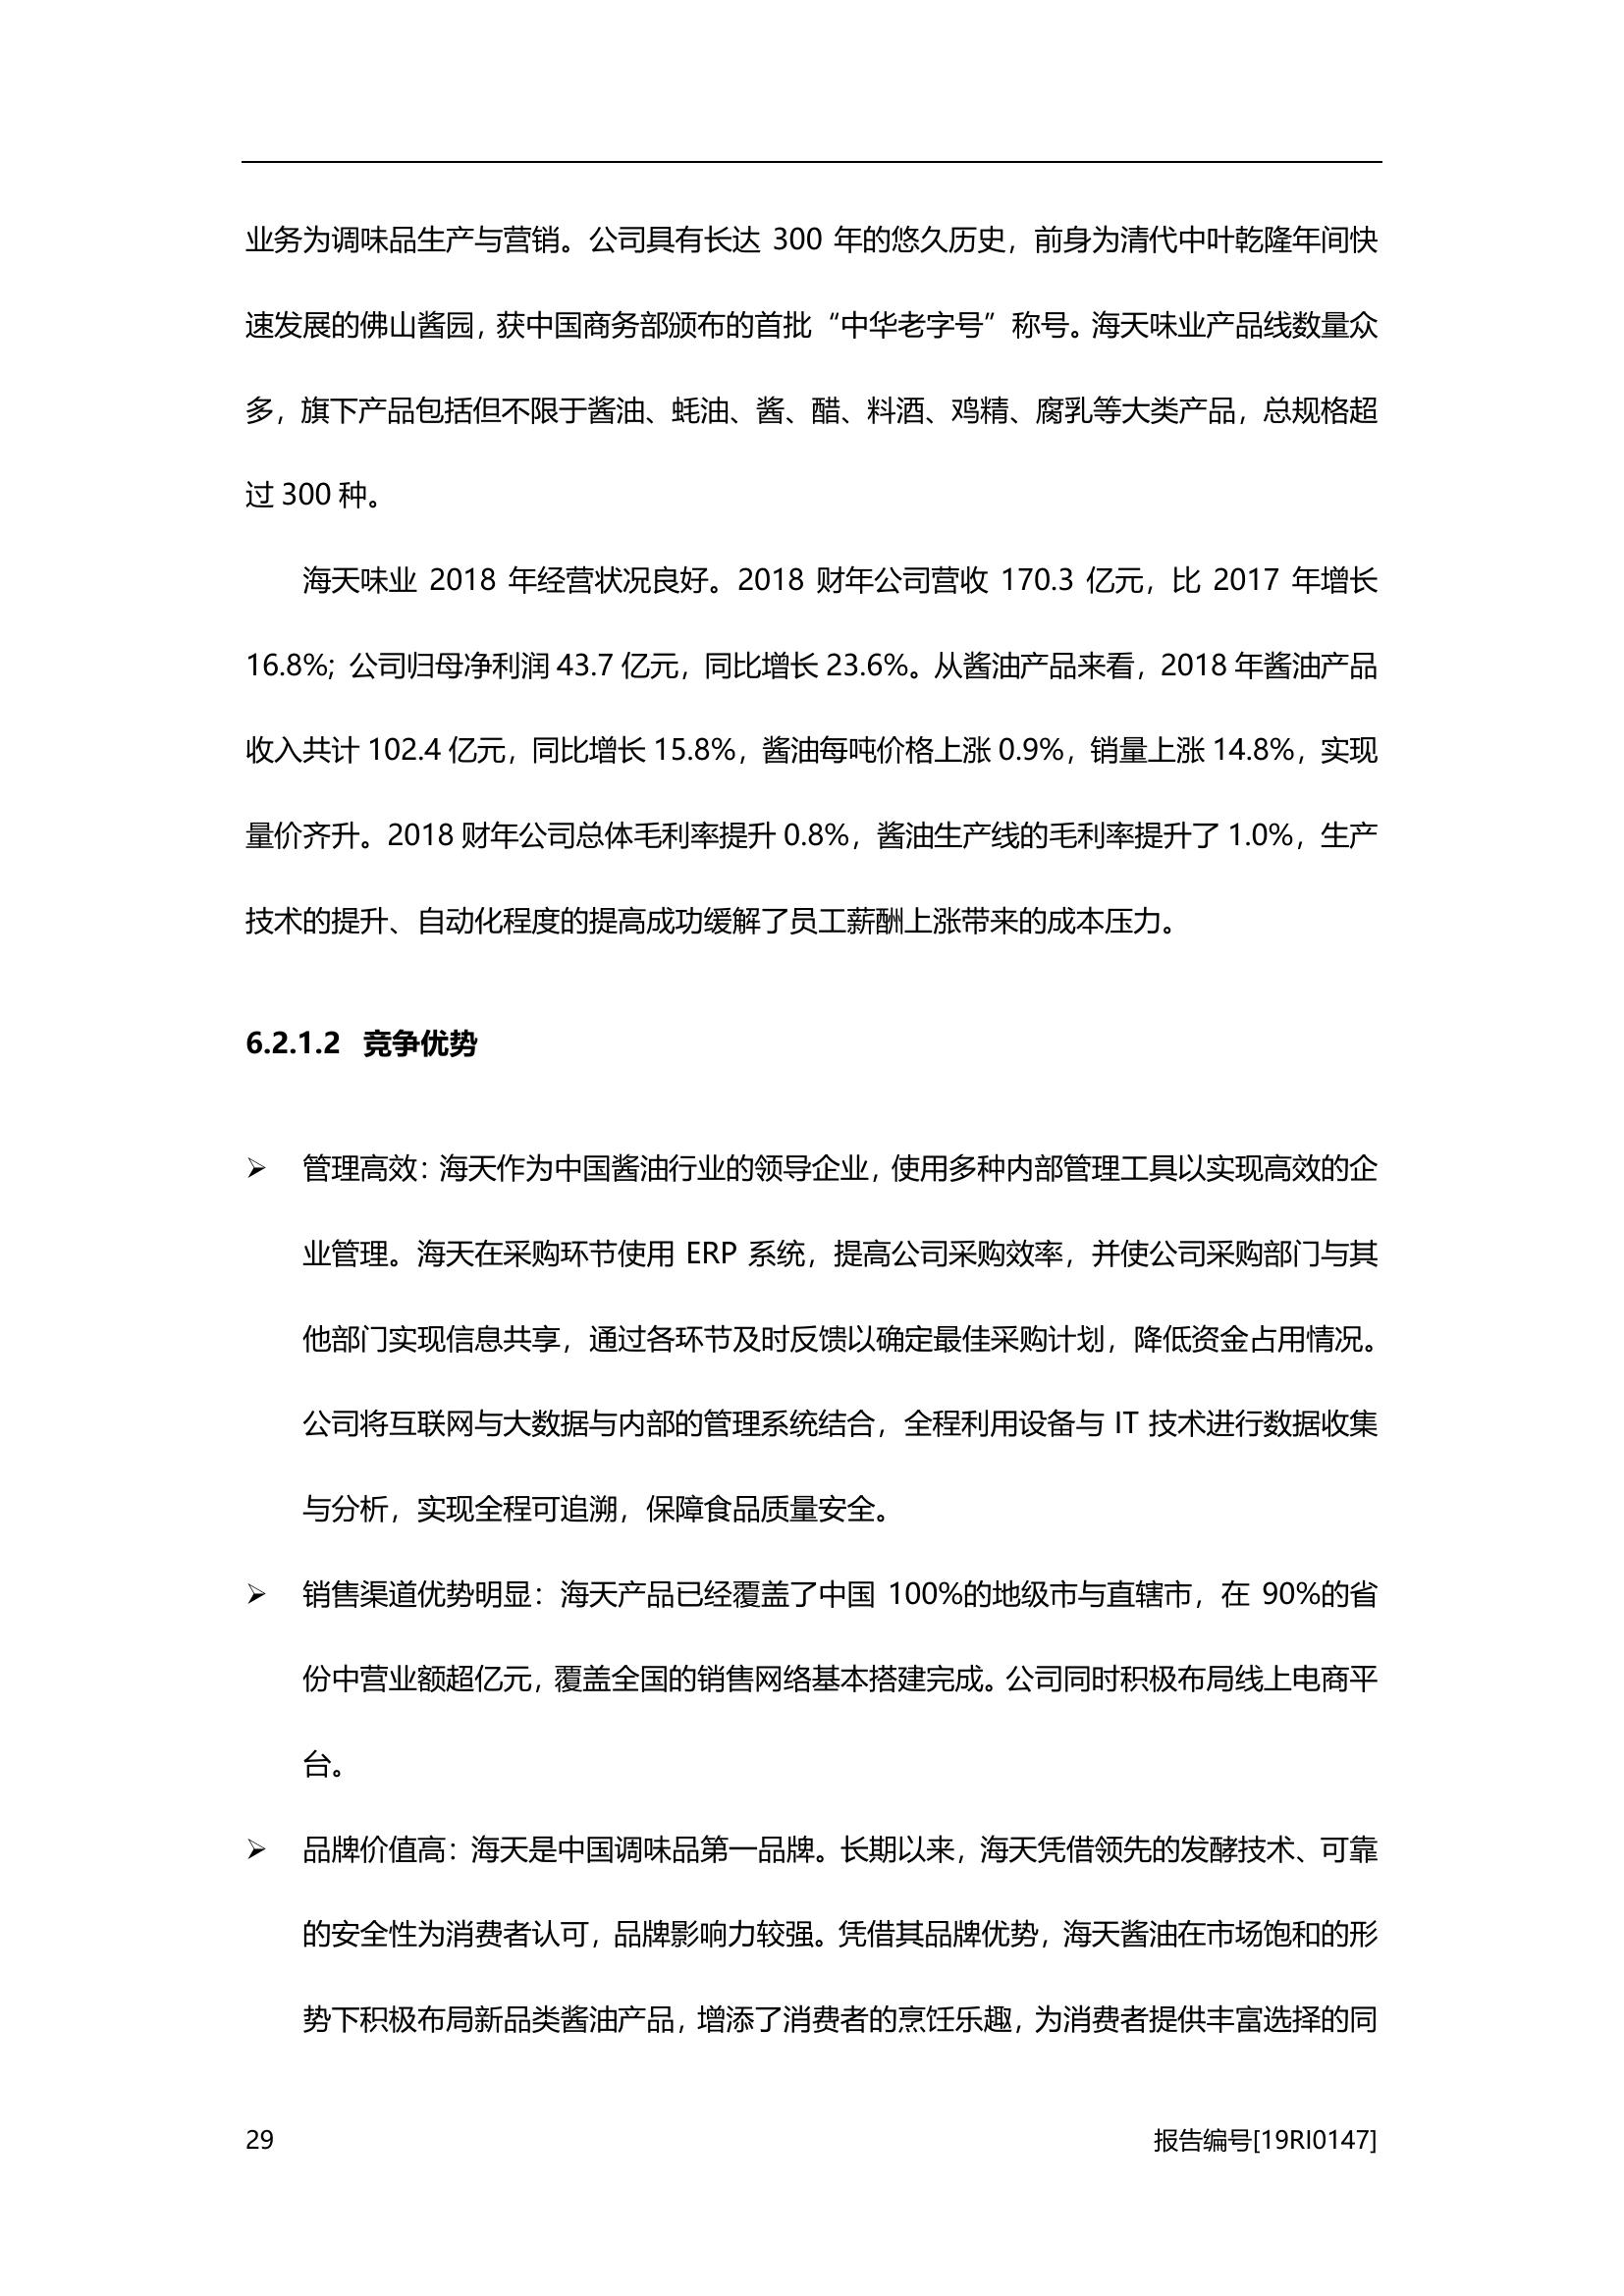 业务为调味品生产与营销。公司具有长达 300 年的悠久历史，前身为清代中叶乾隆年间快
速发展的佛山酱园，获中国商务部颁布的首批“中华老字号”称号。海天味业产品线数量众
多，旗下产品包括但不限于酱油、蚝油、酱、醋、料酒、鸡精、腐乳等大类产品，总规格超
过 300 种。
海天味业 2018 年经营状况良好。2018 财年公司营收 170.3 亿元，比 2017 年增长
16.8%；公司归母净利润 43.7 亿元，同比增长 23.6%。从酱油产品来看，2018 年酱油产品
收入共计 102.4 亿元，同比增长 15.8%，酱油每吨价格上涨 0.9%，销量上涨 14.8%，实现
量价齐升。2018 财年公司总体毛利率提升 0.8%，酱油生产线的毛利率提升了 1.0%，生产
技术的提升、自动化程度的提高成功缓解了员工薪酬上涨带来的成本压力。
6.2.1.2 竞争优势
➢ 管理高效：海天作为中国酱油行业的领导企业，使用多种内部管理工具以实现高效的企
业管理。海天在采购环节使用 ERP 系统，提高公司采购效率，并使公司采购部门与其
他部门实现信息共享，通过各环节及时反馈以确定最佳采购计划，降低资金占用情况。
公司将互联网与大数据与内部的管理系统结合，全程利用设备与 IT 技术进行数据收集
与分析，实现全程可追溯，保障食品质量安全。
➢ 销售渠道优势明显：海天产品已经覆盖了中国 100%的地级市与直辖市，在 90%的省
份中营业额超亿元，覆盖全国的销售网络基本搭建完成。公司同时积极布局线上电商平
台。
➢ 品牌价值高：海天是中国调味品第一品牌。长期以来，海天凭借领先的发酵技术、可靠
的安全性为消费者认可，品牌影响力较强。凭借其品牌优势，海天酱油在市场饱和的形
势下积极布局新品类酱油产品，增添了消费者的烹饪乐趣，为消费者提供丰富选择的同
29 报告编号[19RI0147]